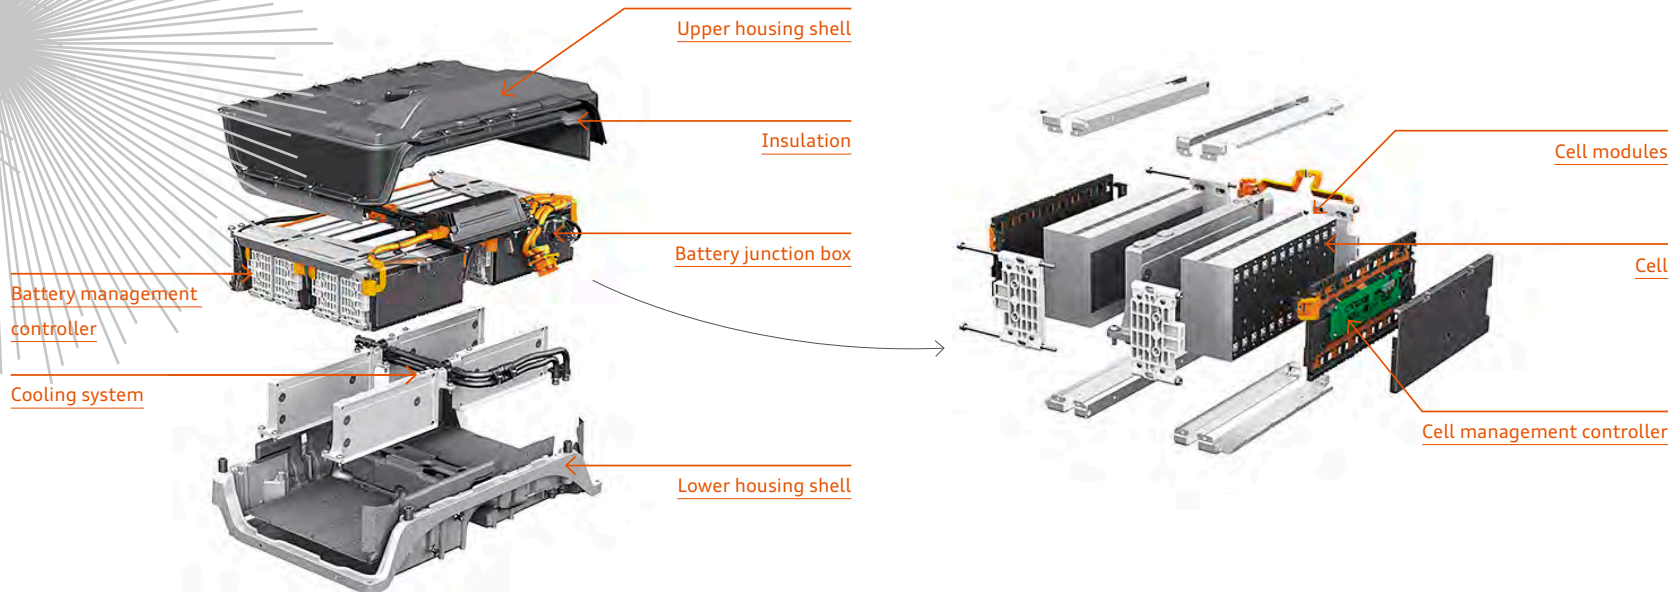 Upper housing shell
Insulation
Battery junction box
Battery management
controller
Cooling system
Lower housing shell
Cell modules
Cell
Cell management controller